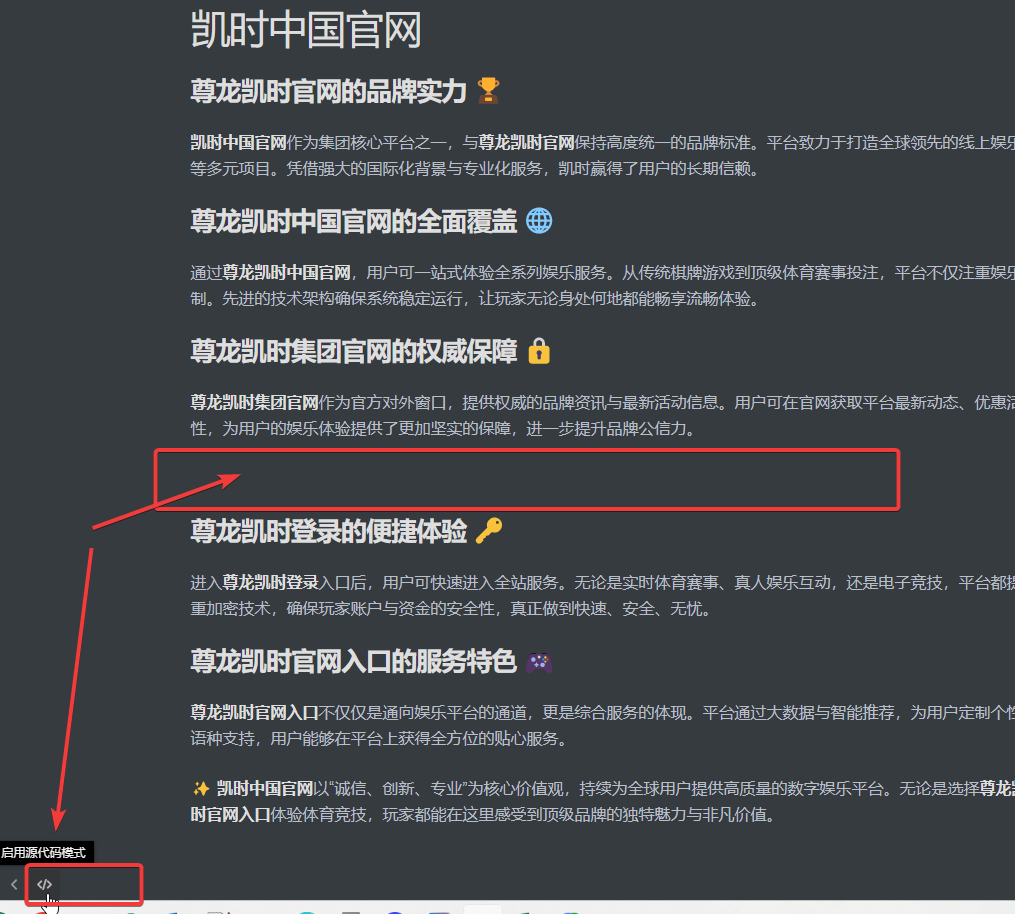 凯时中国官网
尊龙凯时官网的品牌实力 🏆
凯时中国官网作为集团核心平台之一，与尊龙凯时官网保持高度统一的品牌标准。平台致力于打造全球领先的线上娱乐
等多元项目。凭借强大的国际化背景与专业化服务，凯时赢得了用户的长期信赖。
尊龙凯时中国官网的全面覆盖 🌐
通过尊龙凯时中国官网，用户可一站式体验全系列娱乐服务。从传统棋牌游戏到顶级体育赛事投注，平台不仅注重娱乐
制。先进的技术架构确保系统稳定运行，让玩家无论身处何地都能畅享流畅体验。
尊龙凯时集团官网的权威保障 🔒
尊龙凯时集团官网作为官方对外窗口，提供权威的品牌资讯与最新活动信息。用户可在官网获取平台最新动态、优惠活
性，为用户的娱乐体验提供了更加坚实的保障，进一步提升品牌公信力。
尊龙凯时登录的便捷体验 🔑
进入尊龙凯时登录入口后，用户可快速进入全站服务。无论是实时体育赛事、真人娱乐互动，还是电子竞技，平台都提
重加密技术，确保玩家账户与资金的安全性，真正做到快速、安全、无忧。
尊龙凯时官网入口的服务特色 🎮
尊龙凯时官网入口不仅仅是通向娱乐平台的通道，更是综合服务的体现。平台通过大数据与智能推荐，为用户定制个性
语种支持，用户能够在平台上获得全方位的贴心服务。
✨ 凯时中国官网以“诚信、创新、专业”为核心价值观，持续为全球用户提供高质量的数字娱乐平台。无论是选择尊龙凯
时官网入口体验体育竞技，玩家都能在这里感受到顶级品牌的独特魅力与非凡价值。
启用源代码模式